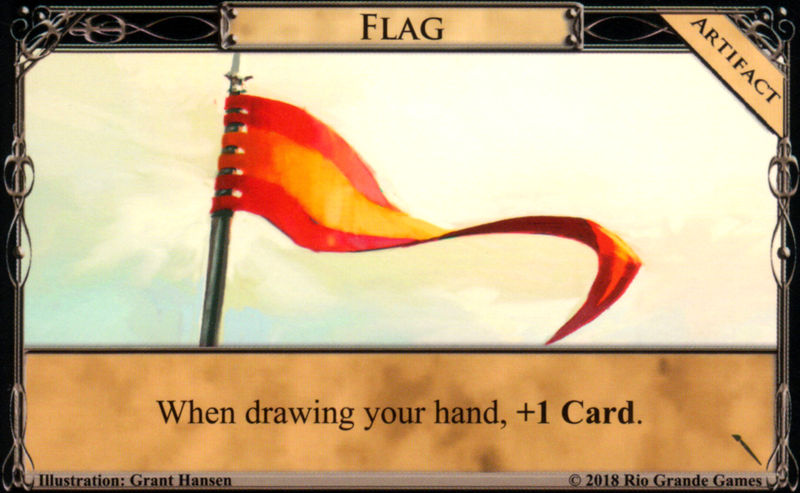 FLAG
ARTIFACT
When drawing your hand, +1 Card.
Illustration: Grant Hansen
© 2018 Rio Grande Games